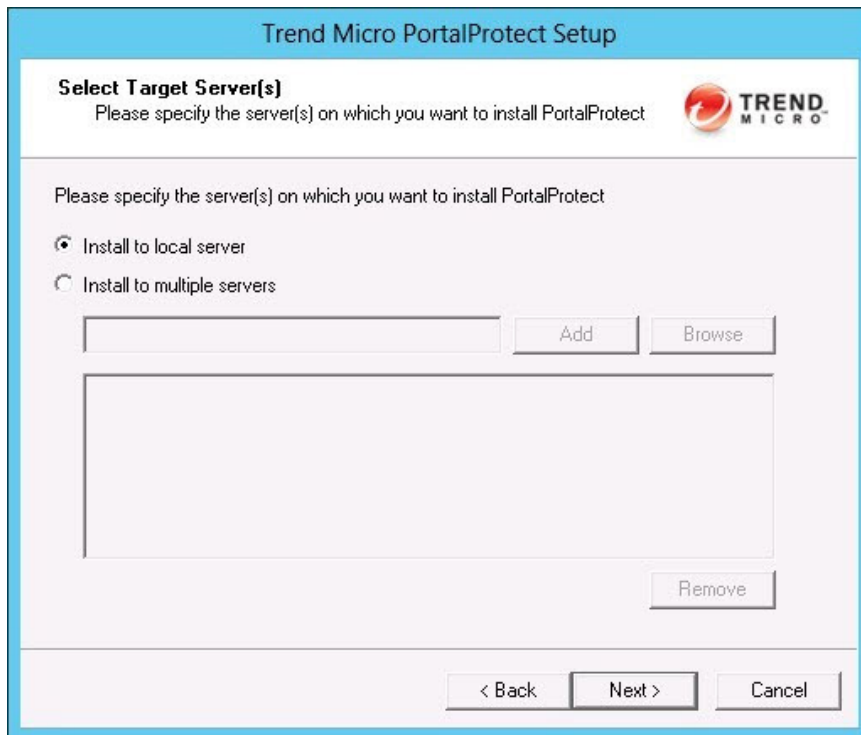 Trend Micro PortalProtect Setup
Select Target Server(s)
Please specify the server(s) on which you want to install PortalProtect
TREND
MICRO™
Please specify the server(s) on which you want to install PortalProtect
Install to local server
Install to multiple servers
Add
Browse
Remove
< Back
Next >
Cancel